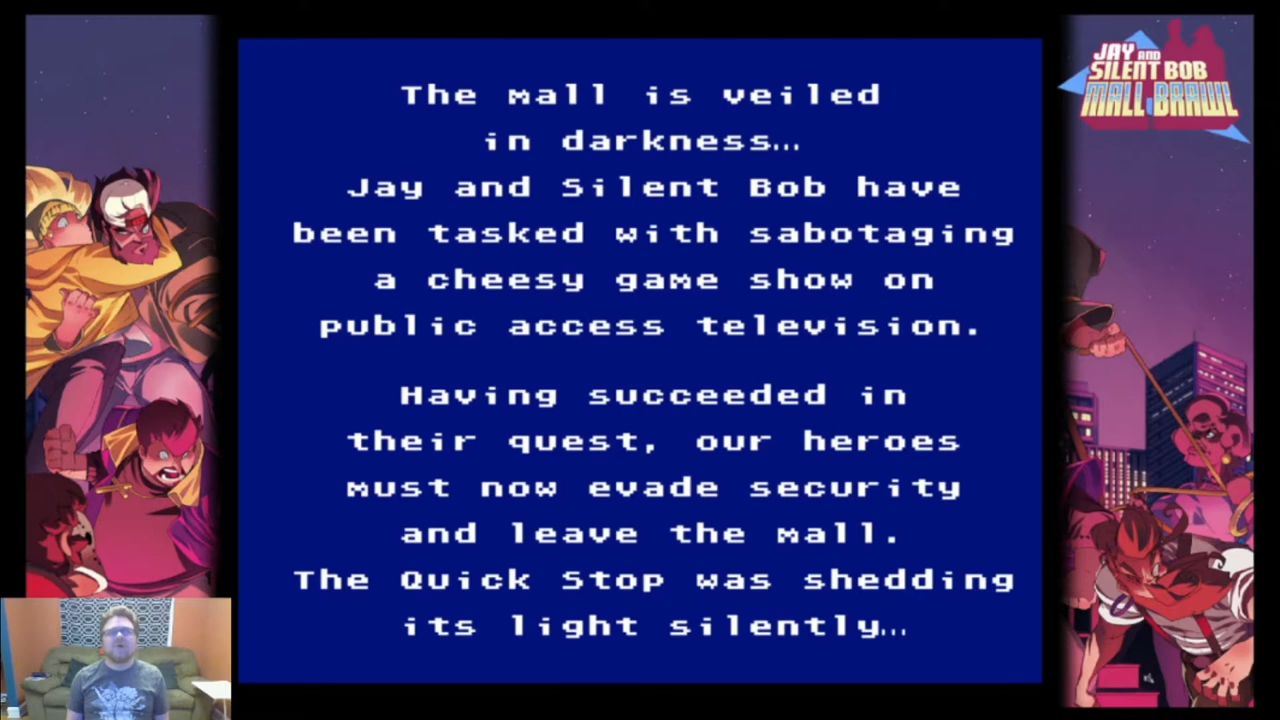 The mall is veiled
in darkness…
Jay and Silent Bob have
been tasked with sabotaging
a cheesy game show on
public access television.
Having succeeded in
their quest, our heroes
must now evade security
and leave the mall.
The Quick Stop was shedding
its light silently…
JAY AND
SILENT BOB
MALL BRAWL